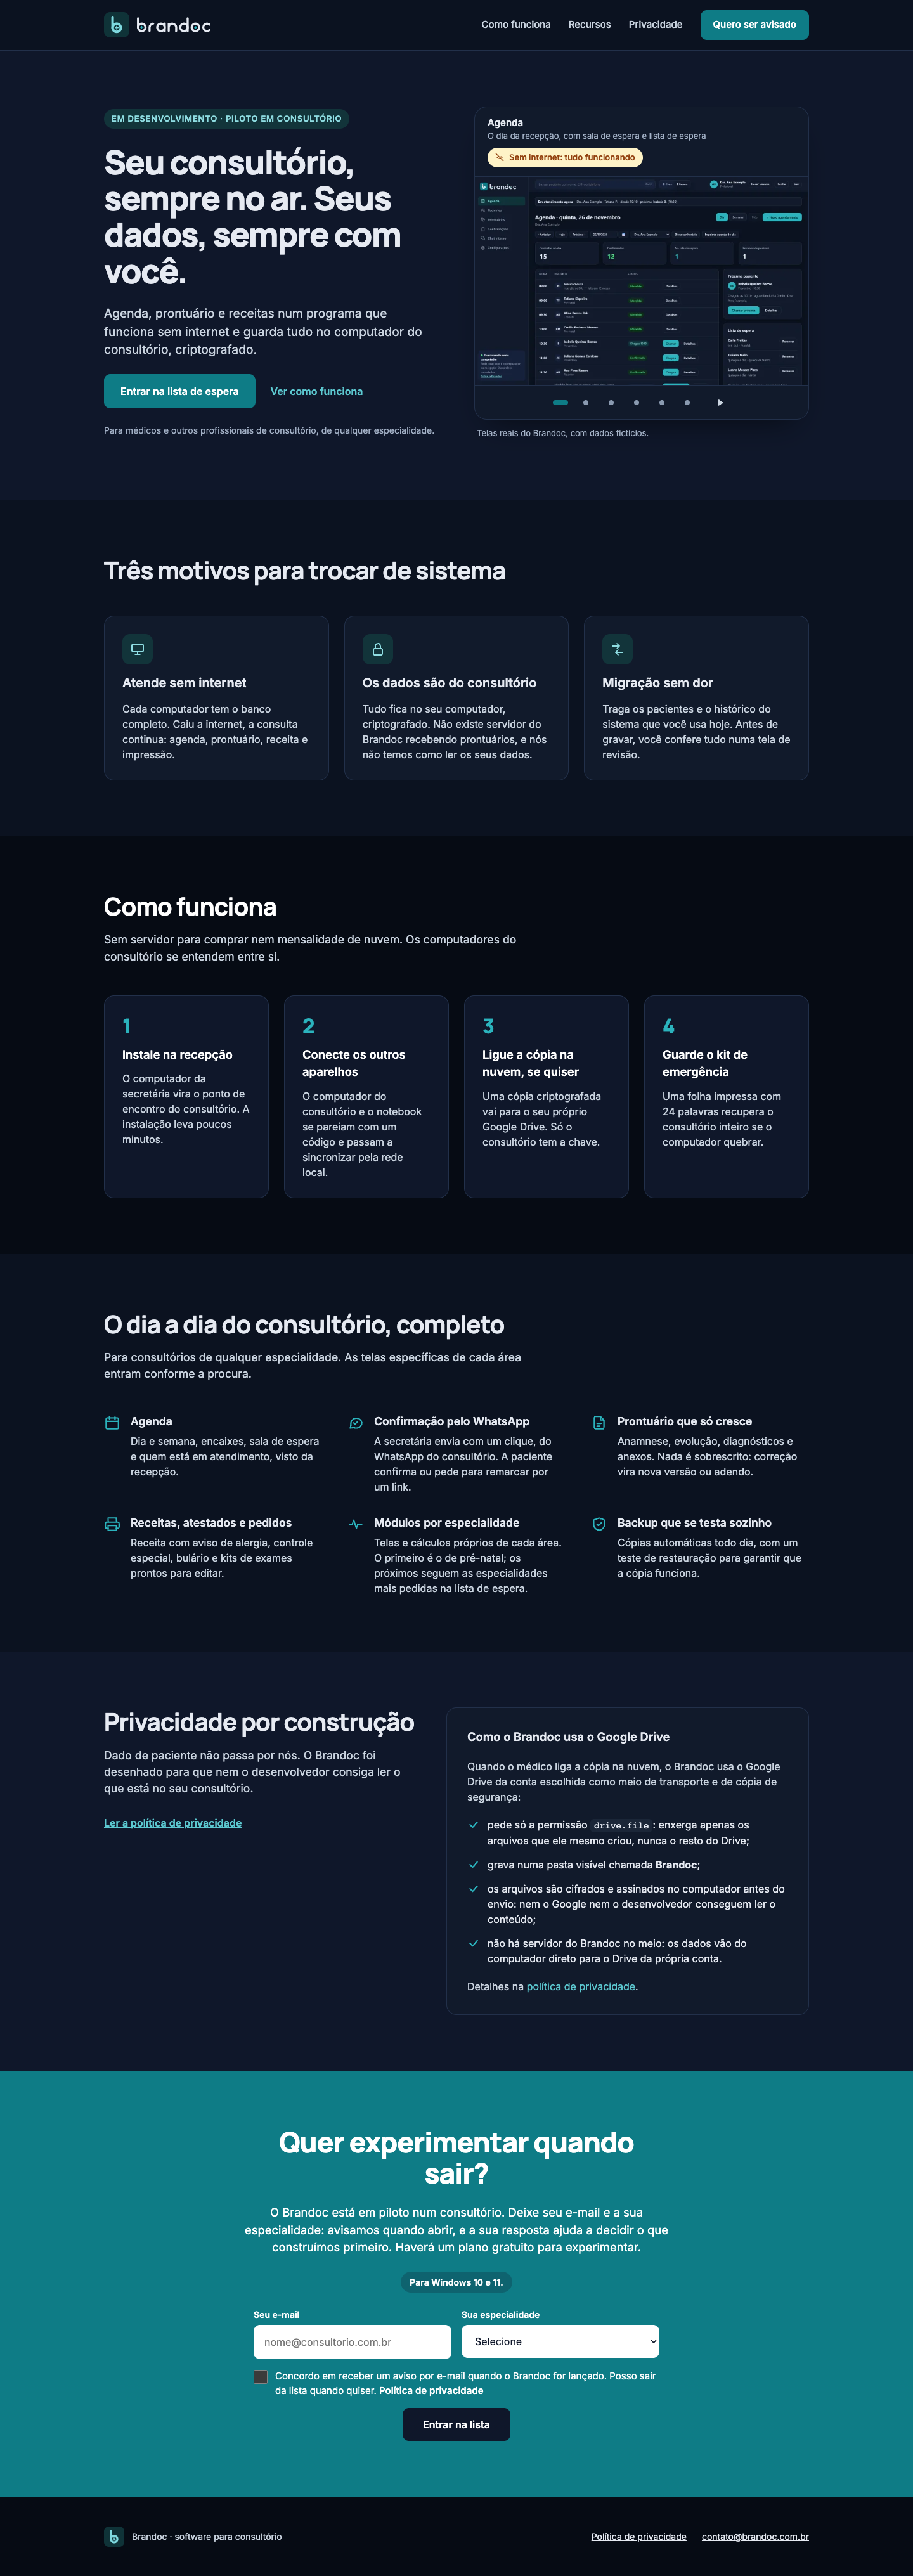 brandoc
Como funciona
Recursos
Privacidade
Quero ser avisado
EM DESENVOLVIMENTO · PILOTO EM CONSULTÓRIO
Seu consultório,
sempre no ar. Seus
dados, sempre com
você.
Agenda, prontuário e receitas num programa que
funciona sem internet e guarda tudo no computador do
consultório, criptografado.
Entrar na lista de espera
Ver como funciona
Para médicos e outros profissionais de consultório, de qualquer especialidade.
Agenda
O dia da recepção, com sala de espera e lista de espera
Sem internet: tudo funcionando
brandoc
Agenda
Agenda · quinta, 26 de novembro
15
12
1
1
Próximo paciente
Lista de espera
Telas reais do Brandoc, com dados fictícios.
Três motivos para trocar de sistema
Atende sem internet
Cada computador tem o banco
completo. Caiu a internet, a consulta
continua: agenda, prontuário, receita e
impressão.
Os dados são do consultório
Tudo fica no seu computador,
criptografado. Não existe servidor do
Brandoc recebendo prontuários, e nós
não temos como ler os seus dados.
Migração sem dor
Traga os pacientes e o histórico do
sistema que você usa hoje. Antes de
gravar, você confere tudo numa tela de
revisão.
Como funciona
Sem servidor para comprar nem mensalidade de nuvem. Os computadores do
consultório se entendem entre si.
1
Instale na recepção
O computador da
secretária vira o ponto de
encontro do consultório. A
instalação leva poucos
minutos.
2
Conecte os outros
aparelhos
O computador do
consultório e o notebook
se pareiam com um
código e passam a
sincronizar pela rede
local.
3
Ligue a cópia na
nuvem, se quiser
Uma cópia criptografada
vai para o seu próprio
Google Drive. Só o
consultório tem a chave.
4
Guarde o kit de
emergência
Uma folha impressa com
24 palavras recupera o
consultório inteiro se o
computador quebrar.
O dia a dia do consultório, completo
Para consultórios de qualquer especialidade. As telas específicas de cada área
entram conforme a procura.
Agenda
Dia e semana, encaixes, sala de espera
e quem está em atendimento, visto da
recepção.
Confirmação pelo WhatsApp
A secretária envia com um clique, do
WhatsApp do consultório. A paciente
confirma ou pede para remarcar por
um link.
Prontuário que só cresce
Anamnese, evolução, diagnósticos e
anexos. Nada é sobrescrito: correção
vira nova versão ou adendo.
Receitas, atestados e pedidos
Receita com aviso de alergia, controle
especial, bulário e kits de exames
prontos para editar.
Módulos por especialidade
Telas e cálculos próprios de cada área.
O primeiro é o de pré-natal; os
próximos seguem as especialidades
mais pedidas na lista de espera.
Backup que se testa sozinho
Cópias automáticas todo dia, com um
teste de restauração para garantir que
a cópia funciona.
Privacidade por construção
Dado de paciente não passa por nós. O Brandoc foi
desenhado para que nem o desenvolvedor consiga ler o
que está no seu consultório.
Ler a política de privacidade
Como o Brandoc usa o Google Drive
Quando o médico liga a cópia na nuvem, o Brandoc usa o Google
Drive da conta escolhida como meio de transporte e de cópia de
segurança:
pede só a permissão drive.file: enxerga apenas os
arquivos que ele mesmo criou, nunca o resto do Drive;
grava numa pasta visível chamada Brandoc;
os arquivos são cifrados e assinados no computador antes do
envio: nem o Google nem o desenvolvedor conseguem ler o
conteúdo;
não há servidor do Brandoc no meio: os dados vão do
computador direto para o Drive da própria conta.
Detalhes na política de privacidade.
Quer experimentar quando
sair?
O Brandoc está em piloto num consultório. Deixe seu e-mail e a sua
especialidade: avisamos quando abrir, e a sua resposta ajuda a decidir o que
construímos primeiro. Haverá um plano gratuito para experimentar.
Para Windows 10 e 11.
Seu e-mail
Sua especialidade
nome@consultorio.com.br
Selecione
Concordo em receber um aviso por e-mail quando o Brandoc for lançado. Posso sair
da lista quando quiser. Política de privacidade
Entrar na lista
Brandoc · software para consultório
Política de privacidade
contato@brandoc.com.br